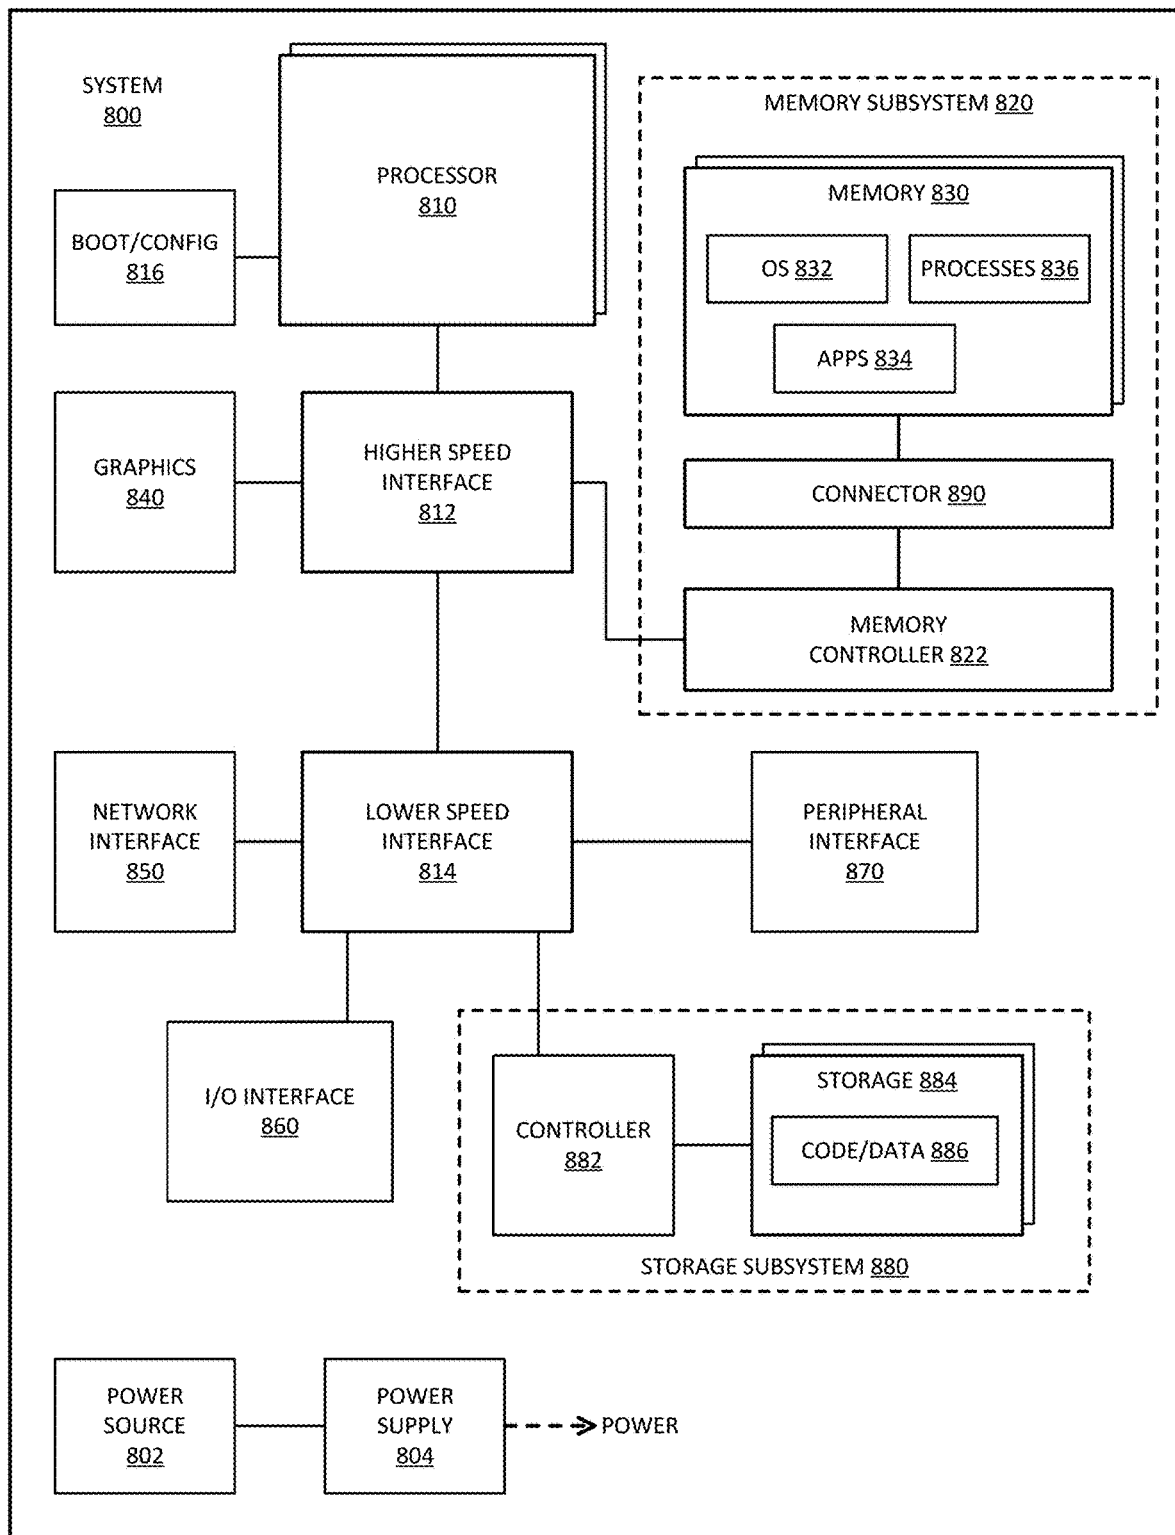 SYSTEM
800
PROCESSOR
810
BOOT/CONFIG
816
MEMORY SUBSYSTEM 820
MEMORY 830
OS 832
PROCESSES 836
APPS 834
GRAPHICS
840
HIGHER SPEED
INTERFACE
812
CONNECTOR 890
MEMORY
CONTROLLER 822
NETWORK
INTERFACE
850
LOWER SPEED
INTERFACE
814
PERIPHERAL
INTERFACE
870
I/O INTERFACE
860
CONTROLLER
882
STORAGE 884
CODE/DATA 886
STORAGE SUBSYSTEM 880
POWER
SOURCE
802
POWER
SUPPLY
804
POWER